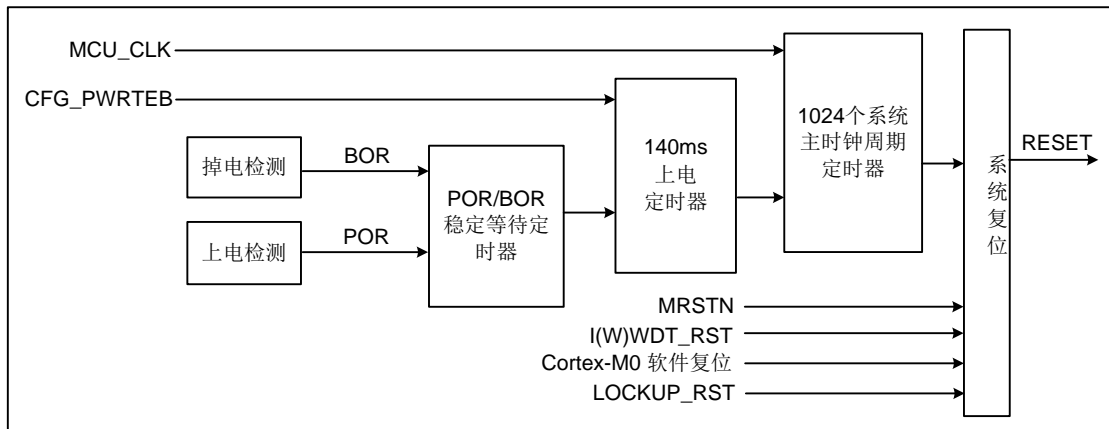 MCU_CLK
CFG_PWRTEB
掉电检测
BOR
上电检测
POR
POR/BOR
稳定等待定
时器
140ms
上电
定时器
1024个系统
主时钟周期
定时器
系
统
复
位
RESET
MRSTN
I(W)WDT_RST
Cortex-M0 软件复位
LOCKUP_RST